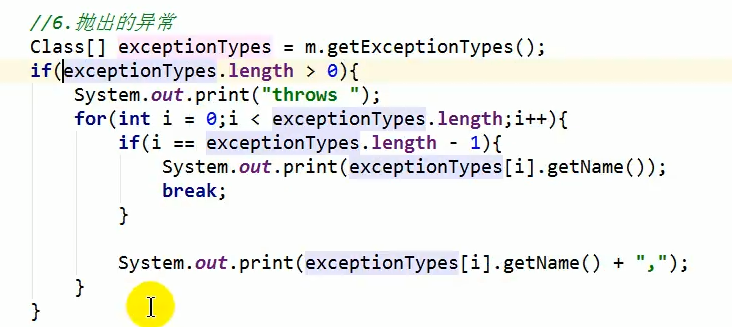 //6.抛出的异常
Class[] exceptionTypes = m.getExceptionTypes();
if(exceptionTypes.length > 0){
    System.out.print("throws ");
    for(int i = 0;i < exceptionTypes.length;i++){
        if(i == exceptionTypes.length - 1){
            System.out.print(exceptionTypes[i].getName());
            break;
        }

        System.out.print(exceptionTypes[i].getName() + ",");
    }
}